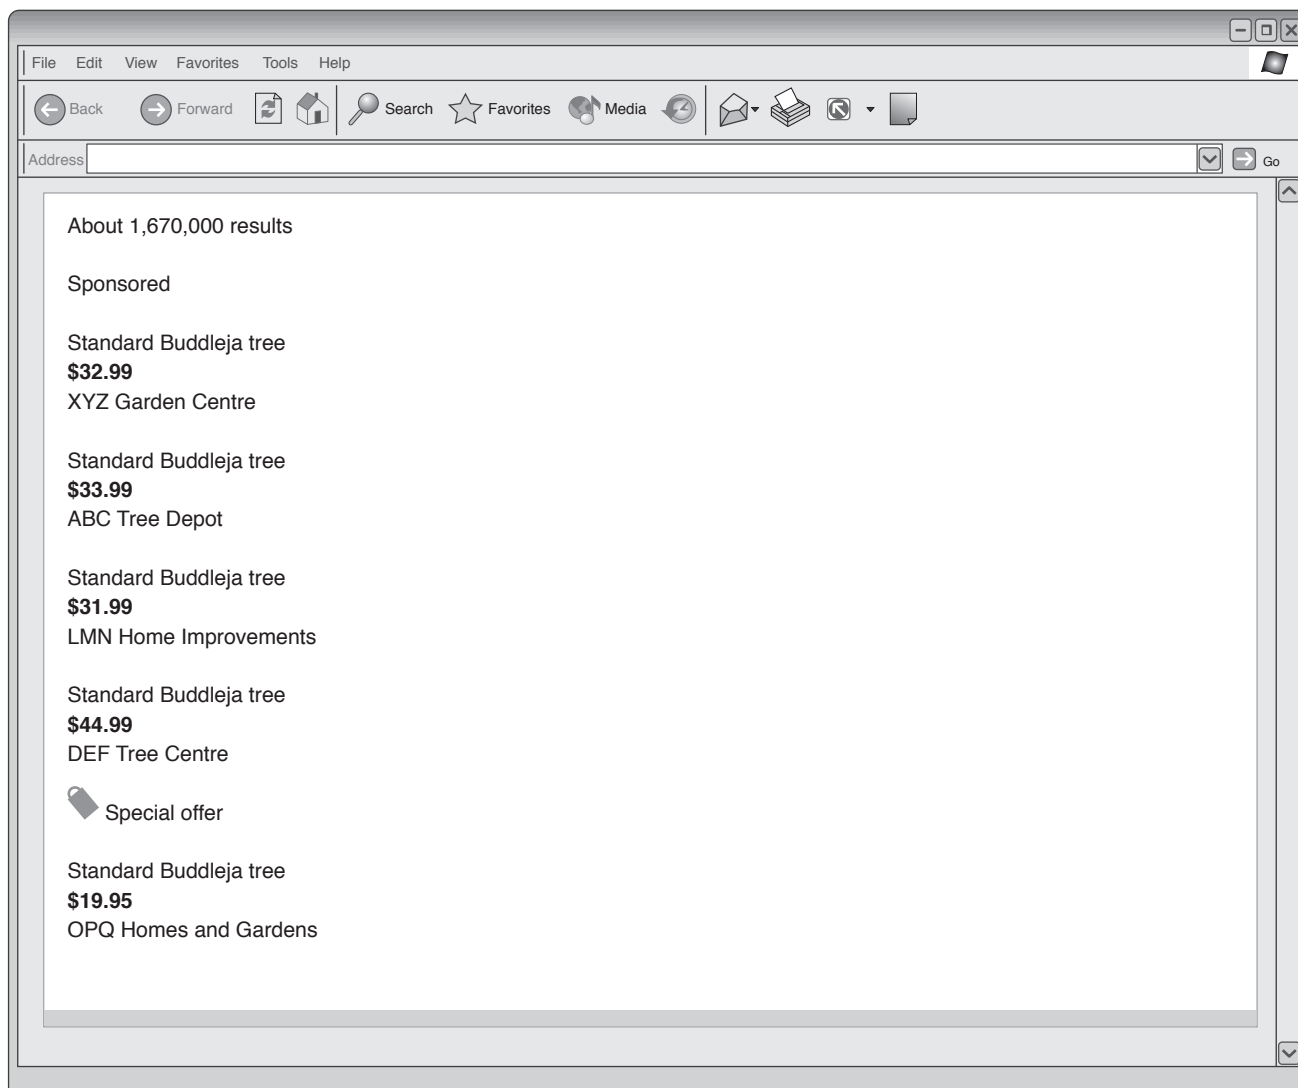 File Edit View Favorites Tools Help
Back Forward Search Favorites Media
Address Go
About 1,670,000 results
Sponsored
Standard Buddleja tree
$32.99
XYZ Garden Centre
Standard Buddleja tree
$33.99
ABC Tree Depot
Standard Buddleja tree
$31.99
LMN Home Improvements
Standard Buddleja tree
$44.99
DEF Tree Centre
Special offer
Standard Buddleja tree
$19.95
OPQ Homes and Gardens